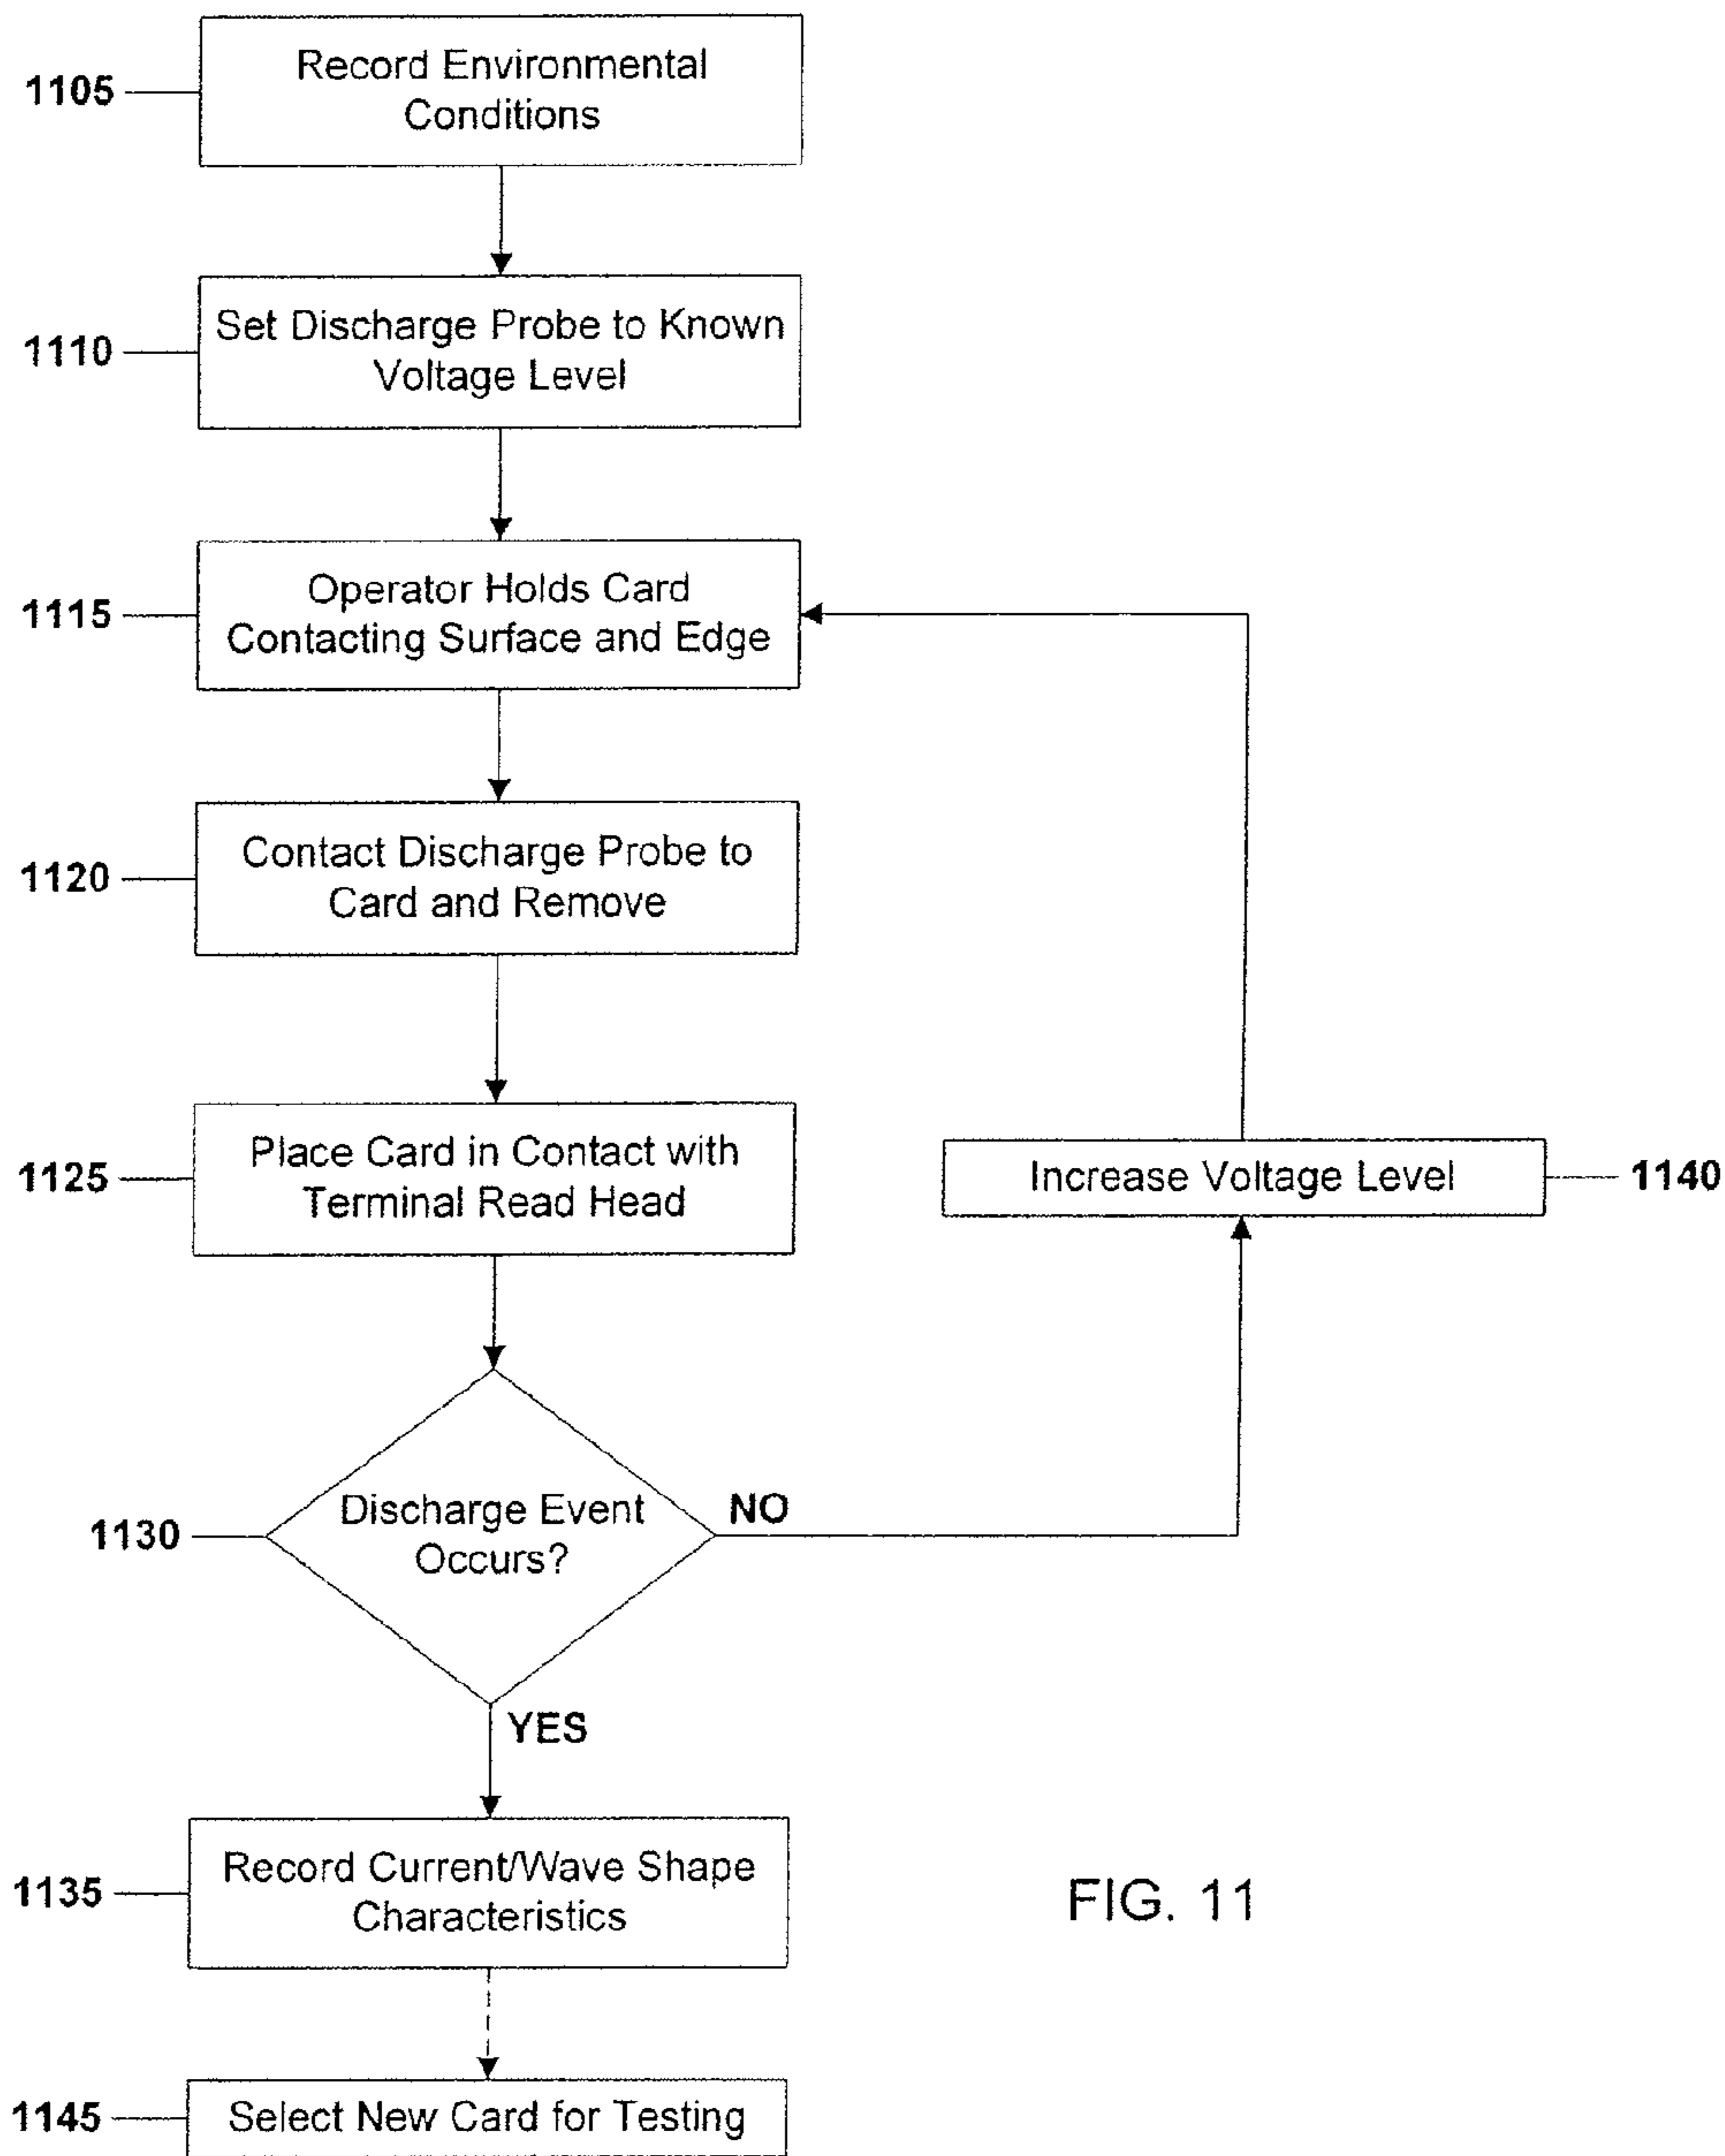 Record Environmental
Conditions
1105
Set Discharge Probe to Known
Voltage Level
1110
Operator Holds Card
Contacting Surface and Edge
1115
Contact Discharge Probe to
Card and Remove
1120
Place Card in Contact with
Terminal Read Head
1125
Increase Voltage Level
1140
Discharge Event
Occurs?
1130
NO
YES
Record Current/Wave Shape
Characteristics
1135
FIG. 11
Select New Card for Testing
1145